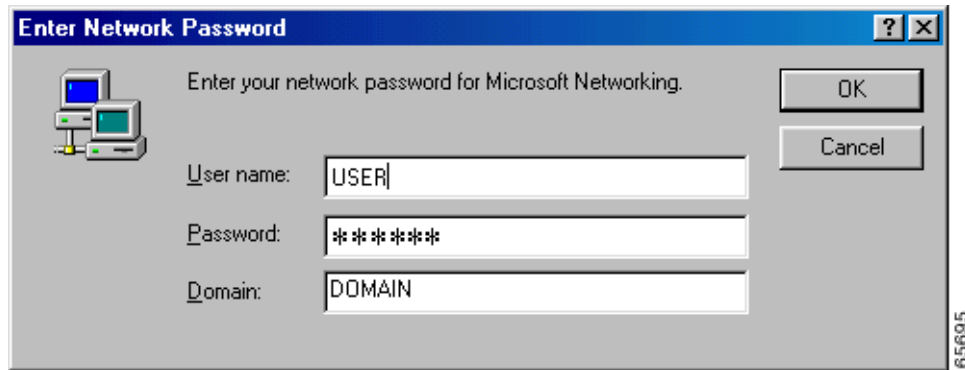 Enter Network Password
Enter your network password for Microsoft Networking.
OK
Cancel
User name: USER
Password: ******
Domain: DOMAIN
65695